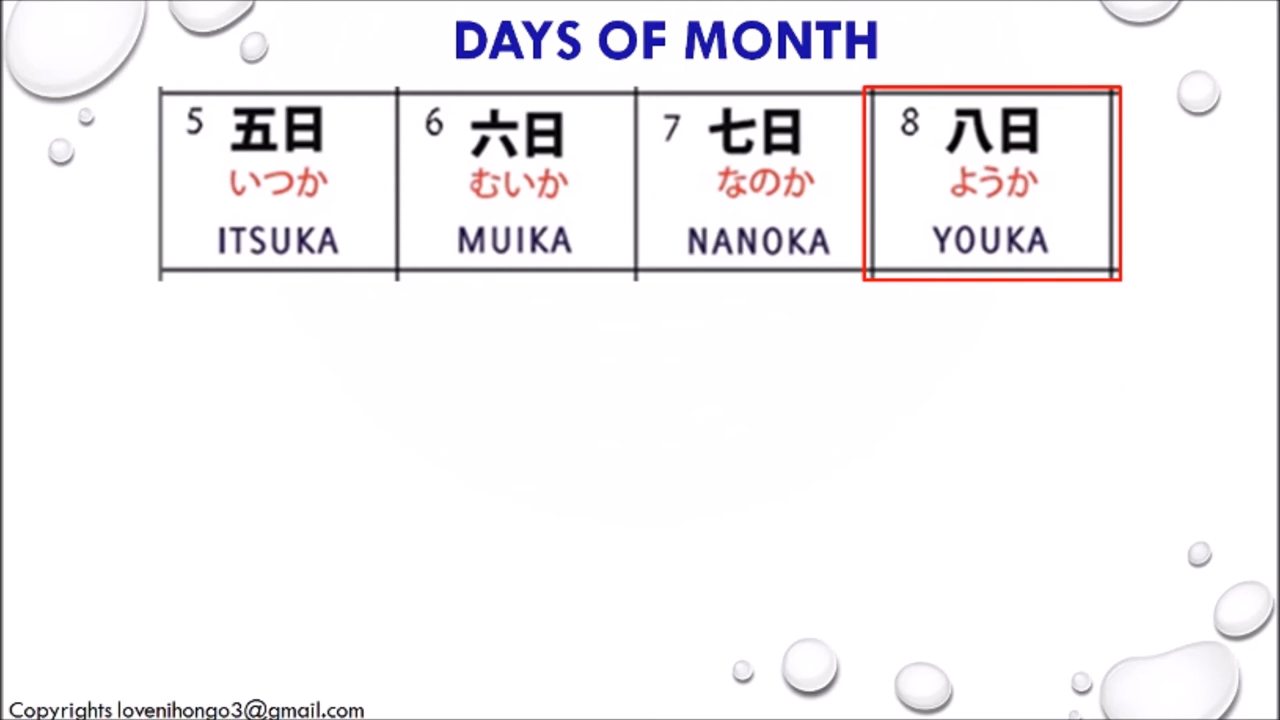 DAYS OF MONTH
5 五日
いつか
ITSUKA
6 六日
むいか
MUIKA
7 七日
なのか
NANOKA
8 八日
ようか
YOUKA
Copyrights lovenihongo3@gmail.com